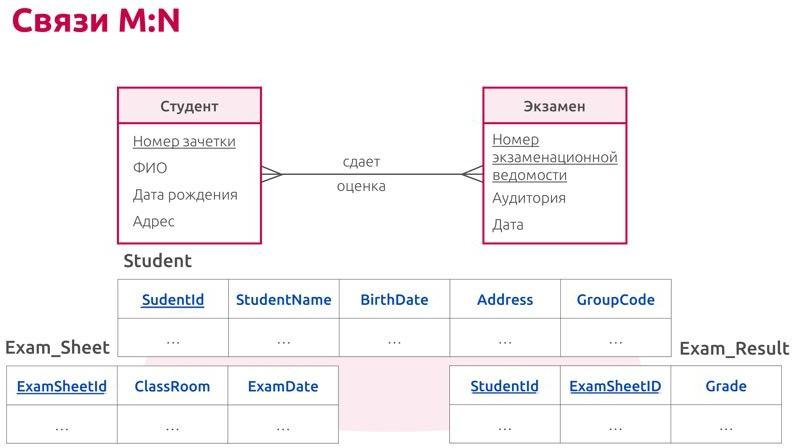 Связи M:N
Студент
Номер зачетки
ФИО
Дата рождения
Адрес
сдает
оценка
Экзамен
Номер
экзаменационной
ведомости
Аудитория
Дата
Student
SudentId StudentName BirthDate Address GroupCode
... ... ... ... ...
Exam_Sheet
ExamSheetId ClassRoom ExamDate
... ... ...
Exam_Result
StudentId ExamSheetID Grade
... ... ...